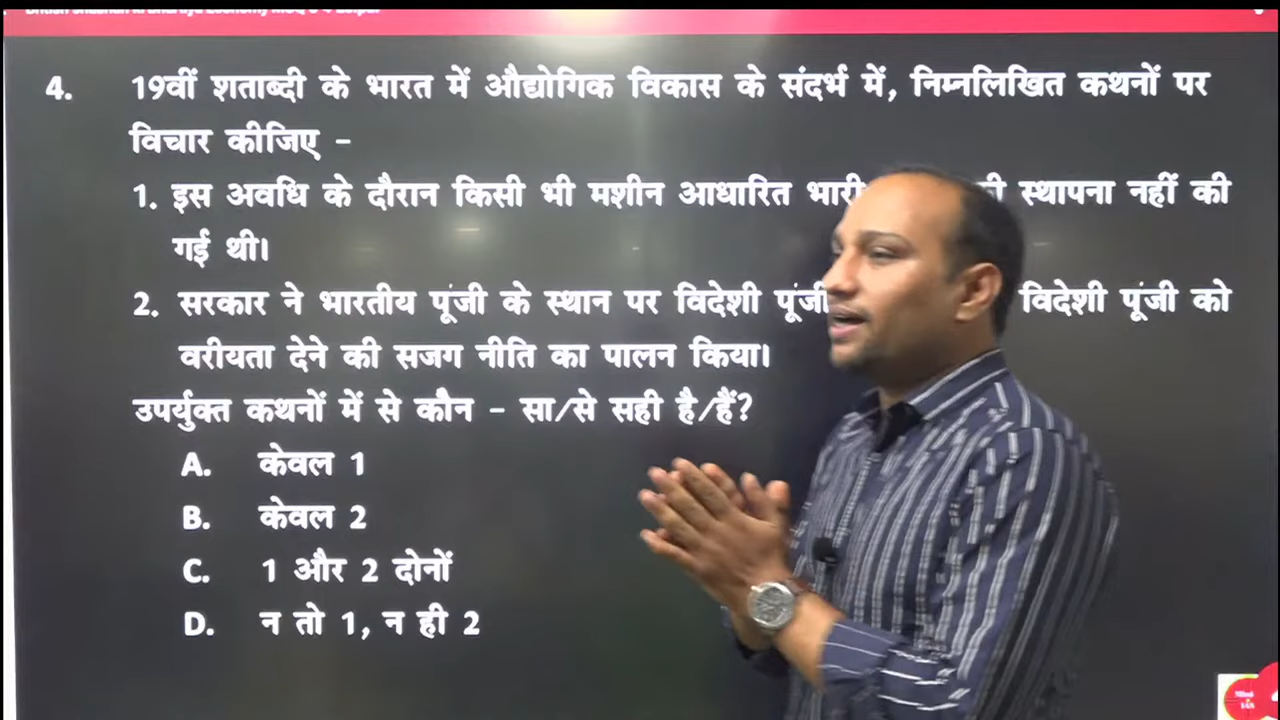 4. 19वीं शताब्दी के भारत में औद्योगिक विकास के संदर्भ में, निम्नलिखित कथनों पर
विचार कीजिए -
1. इस अवधि के दौरान किसी भी मशीन आधारित भारी स्थापना नहीं की
गई थी।
2. सरकार ने भारतीय पूंजी के स्थान पर विदेशी पूंजी विदेशी पूंजी को
वरीयता देने की सजग नीति का पालन किया।
उपर्युक्त कथनों में से कौन - सा/से सही है/हैं?
A. केवल 1
B. केवल 2
C. 1 और 2 दोनों
D. न तो 1, न ही 2